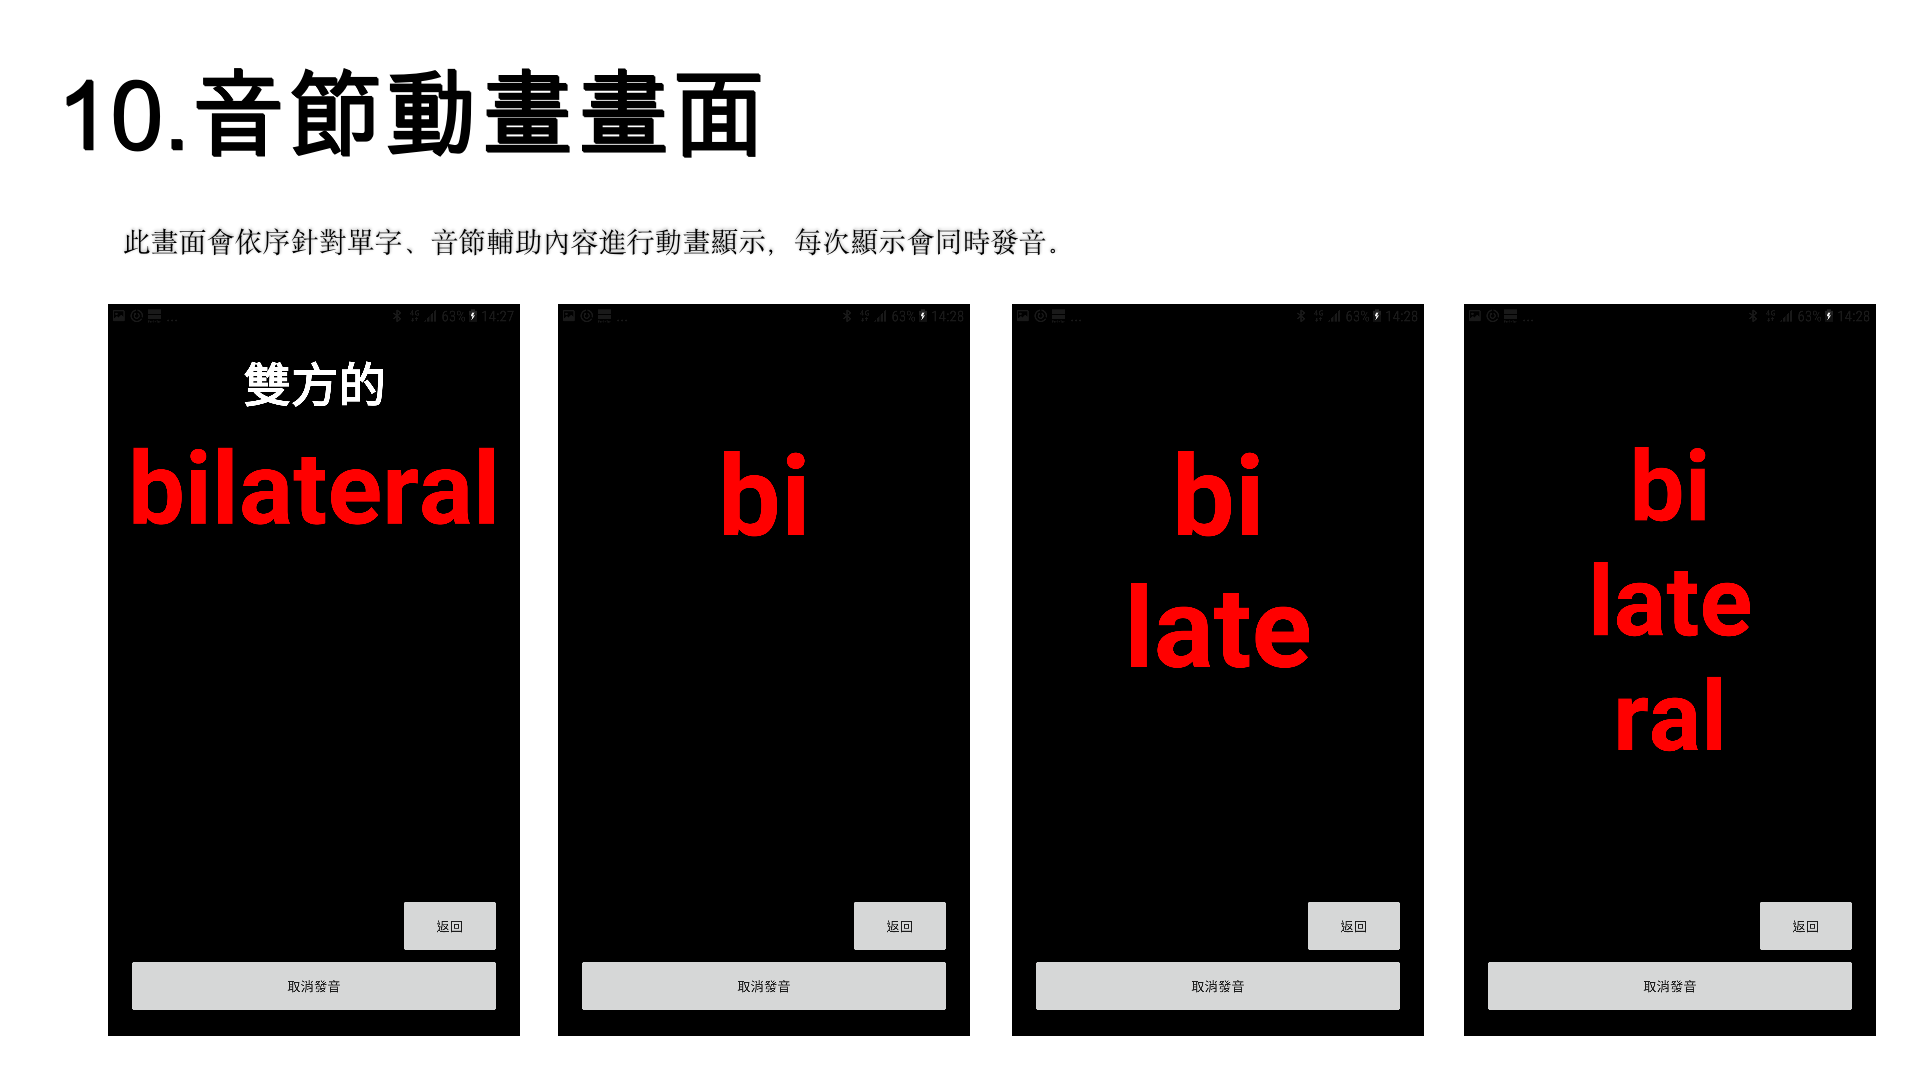 10.音節動畫畫面
此畫面會依序針對單字、音節輔助內容進行動畫顯示，每次顯示會同時發音。
... 63% 14:27
雙方的
bilateral
返回
取消發音
... 63% 14:28
bi
返回
取消發音
... 63% 14:28
bi
late
返回
取消發音
... 63% 14:28
bi
late
ral
返回
取消發音